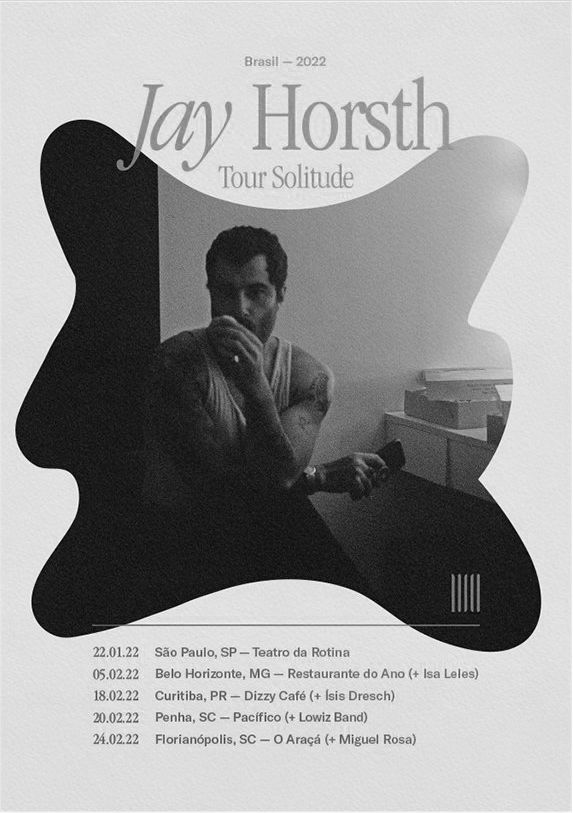 Brasil — 2022
Jay Horsth
Tour Solitude
22.01.22 São Paulo, SP — Teatro da Rotina
05.02.22 Belo Horizonte, MG — Restaurante do Ano (+ Isa Leles)
18.02.22 Curitiba, PR — Dizzy Café (+ Ísis Dresch)
20.02.22 Penha, SC — Pacífico (+ Lowiz Band)
24.02.22 Florianópolis, SC — O Araçá (+ Miguel Rosa)